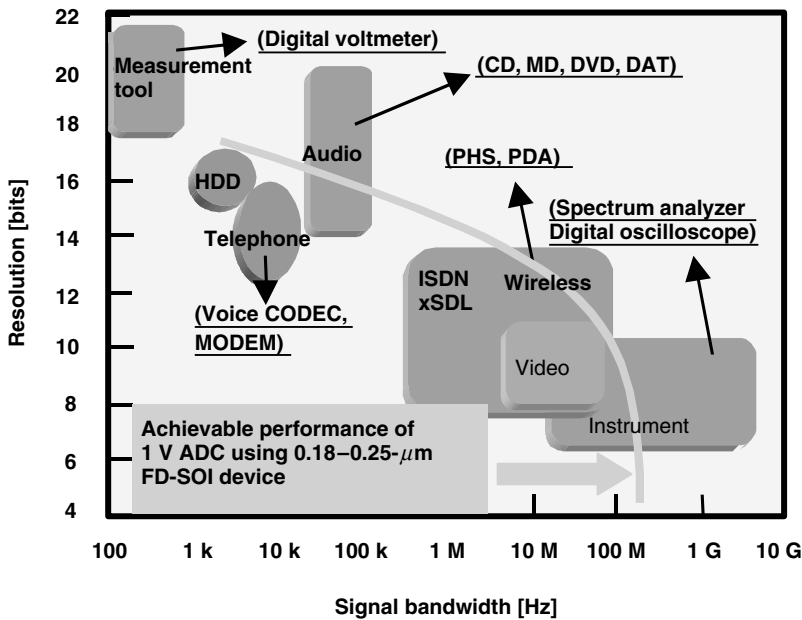 22
20
18
16
14
12
10
8
6
4
Resolution [bits]
Measurement
tool
(Digital voltmeter)
(CD, MD, DVD, DAT)
Audio
HDD
Telephone
(PHS, PDA)
(Spectrum analyzer
Digital oscilloscope)
ISDN
xSDL
Wireless
(Voice CODEC,
MODEM)
Video
Instrument
Achievable performance of
1 V ADC using 0.18–0.25-μm
FD-SOI device
100 1 k 10 k 100 k 1 M 10 M 100 M 1 G 10 G
Signal bandwidth [Hz]